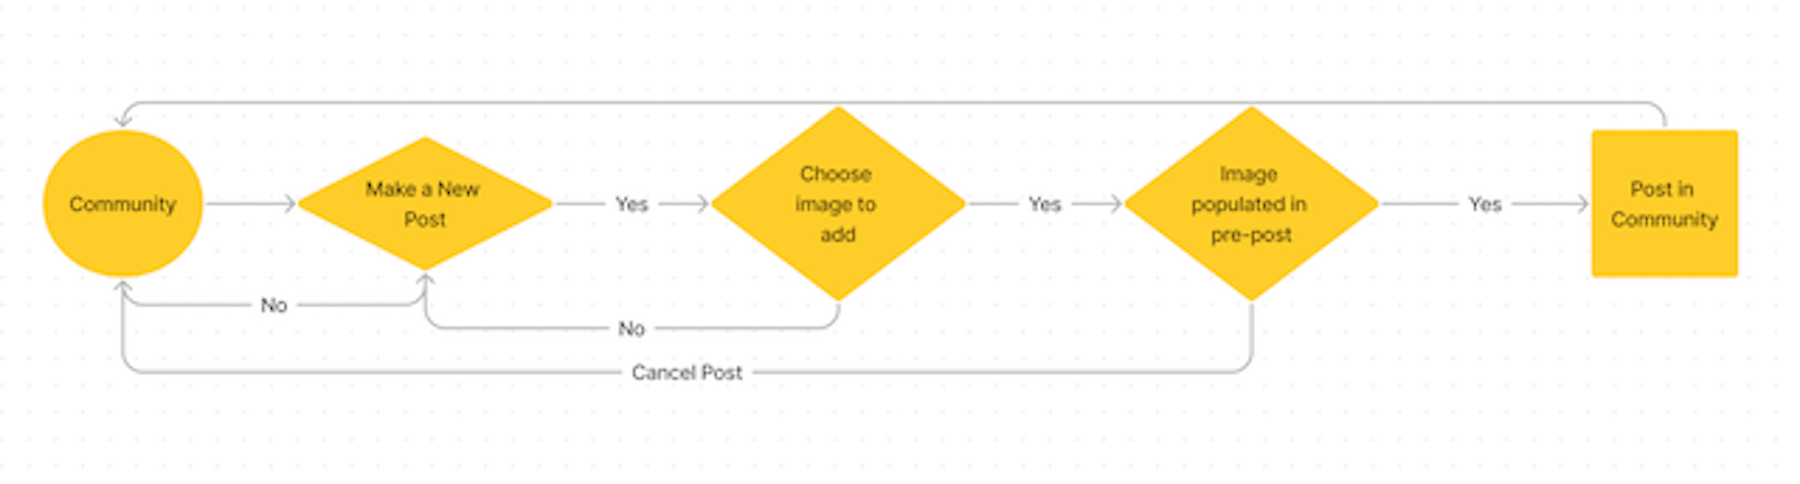 Community
Make a New
Post
Yes
Choose
image to
add
Yes
Image
populated in
pre-post
Yes
Post in
Community
No
No
Cancel Post